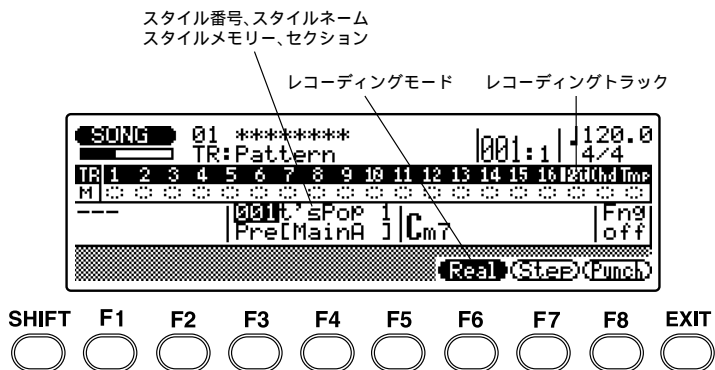 スタイル番号、スタイルネーム
スタイルメモリー、セクション
レコーディングモード レコーディングトラック
SONG 01 ******** 001:1 ♩120.0
TR:Pattern 4/4
TR 1 2 3 4 5 6 7 8 9 10 11 12 13 14 15 16 Chd Tmp
M
--- 001t'sPop 1 Cm7 Fng
Pre[MainA ] off
Real Step Punch
SHIFT F1 F2 F3 F4 F5 F6 F7 F8 EXIT